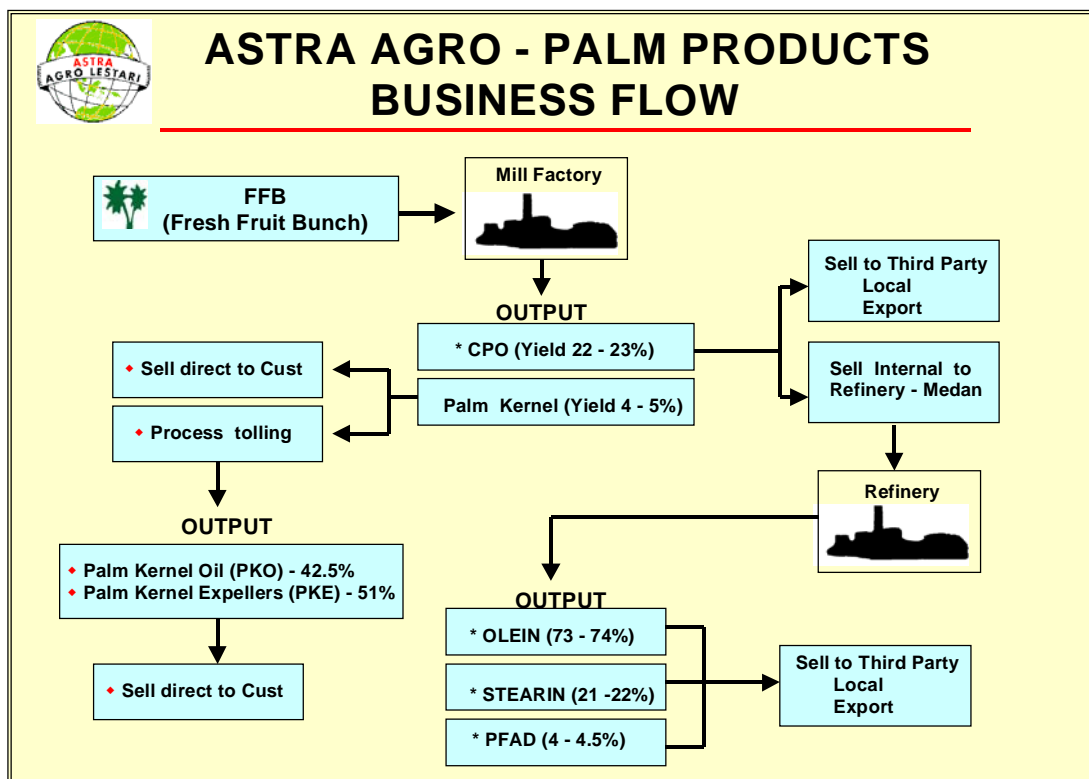 ASTRA
AGRO LESTARI
ASTRA AGRO - PALM PRODUCTS
BUSINESS FLOW
FFB
(Fresh Fruit Bunch)
Mill Factory
OUTPUT
* CPO (Yield 22 - 23%)
Palm Kernel (Yield 4 - 5%)
Sell to Third Party
Local
Export
Sell Internal to
Refinery - Medan
♦ Sell direct to Cust
♦ Process tolling
OUTPUT
♦ Palm Kernel Oil (PKO) - 42.5%
♦ Palm Kernel Expellers (PKE) - 51%
♦ Sell direct to Cust
Refinery
OUTPUT
* OLEIN (73 - 74%)
* STEARIN (21 -22%)
* PFAD (4 - 4.5%)
Sell to Third Party
Local
Export